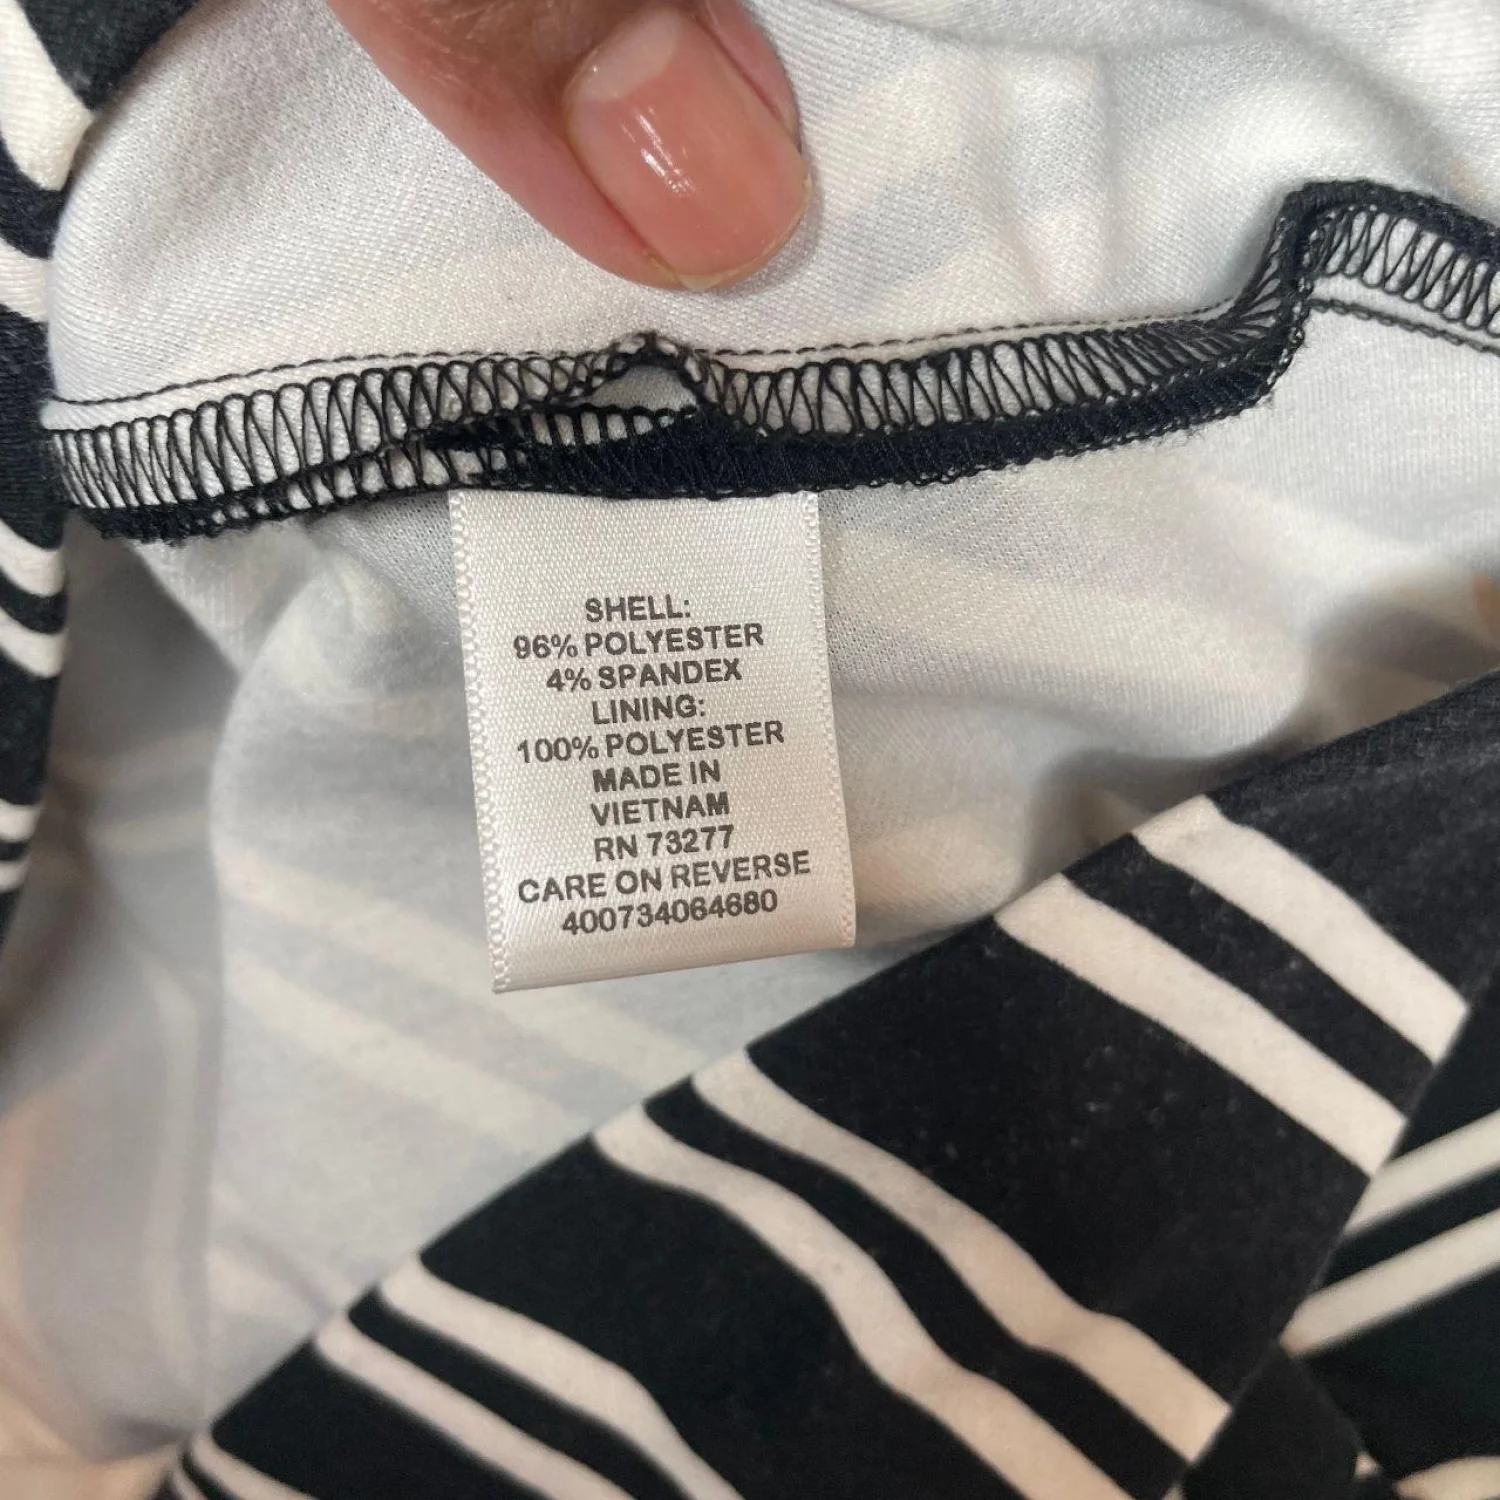 SHELL:
96% POLYESTER
4% SPANDEX
LINING:
100% POLYESTER
MADE IN
VIETNAM
RN 73277
CARE ON REVERSE
400734064680